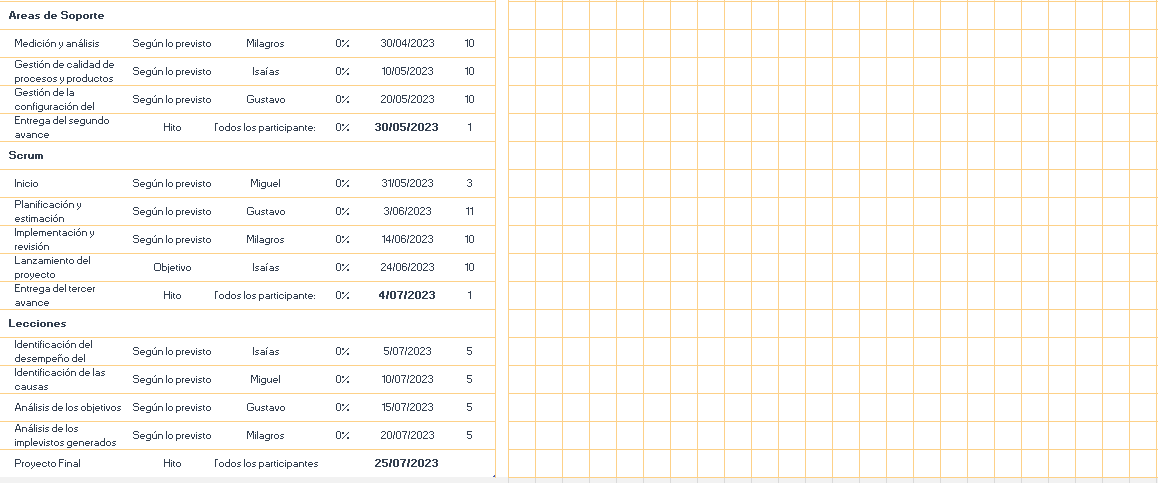 Areas de Soporte
Medición y análisis Según lo previsto Milagros 0% 30/04/2023 10
Gestión de calidad de
procesos y productos Según lo previsto Isaías 0% 10/05/2023 10
Gestión de la
configuración del Según lo previsto Gustavo 0% 20/05/2023 10
Entrega del segundo
avance Hito Todos los participante: 0% 30/05/2023 1
Scrum
Inicio Según lo previsto Miguel 0% 31/05/2023 3
Planificación y
estimación Según lo previsto Gustavo 0% 3/06/2023 11
Implementación y
revisión Según lo previsto Milagros 0% 14/06/2023 10
Lanzamiento del
proyecto Objetivo Isaías 0% 24/06/2023 10
Entrega del tercer
avance Hito Todos los participante: 0% 4/07/2023 1
Lecciones
Identificación del
desempeño del Según lo previsto Isaías 0% 5/07/2023 5
Identificación de las
causas Según lo previsto Miguel 0% 10/07/2023 5
Análisis de los objetivos Según lo previsto Gustavo 0% 15/07/2023 5
Análisis de los
implevistos generados Según lo previsto Milagros 0% 20/07/2023 5
Proyecto Final Hito Todos los participantes 25/07/2023